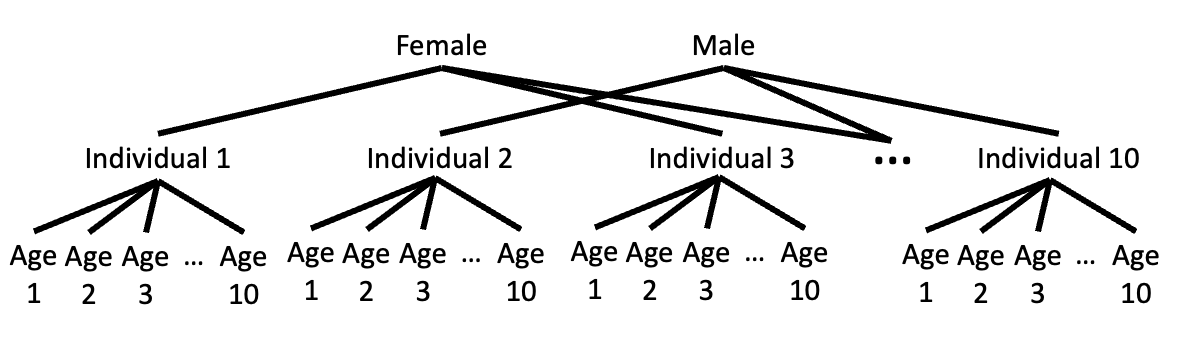 Female Male
Individual 1 Individual 2 Individual 3 ... Individual 10
Age Age Age ... Age Age Age Age ... Age Age Age Age ... Age Age Age Age ... Age
1 2 3 10 1 2 3 10 1 2 3 10 1 2 3 10